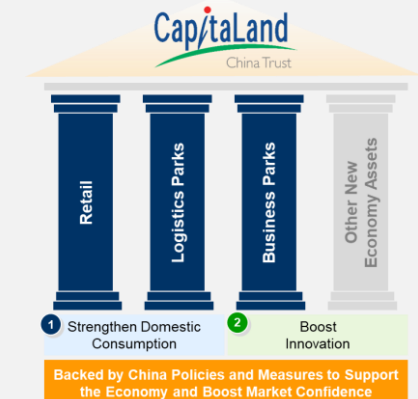 CapitaLand
China Trust
Retail
Logistics Parks
Business Parks
Other New
Economy Assets
1 Strengthen Domestic
Consumption
2 Boost
Innovation
Backed by China Policies and Measures to Support
the Economy and Boost Market Confidence